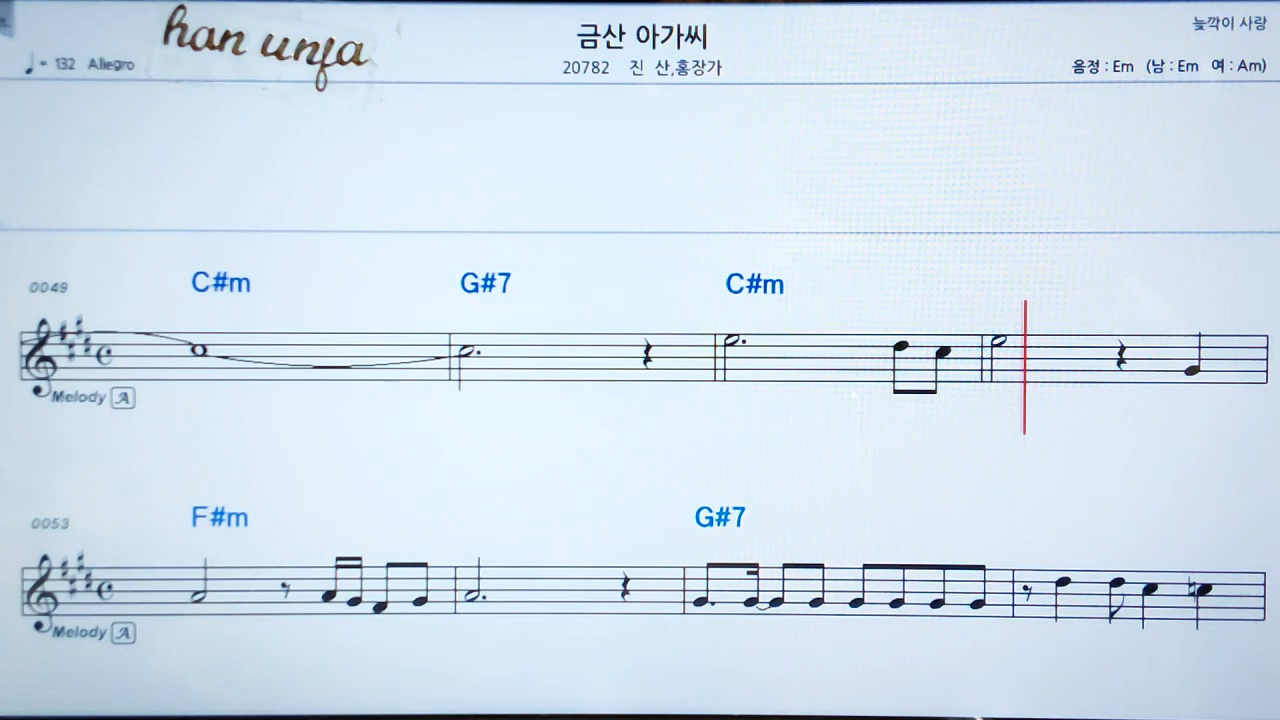 han unja
금산 아가씨
늦깍이 사랑
♩= 132 Allegro
20782 진 산,홍장가
음정 : Em (남 : Em 여 : Am)
C#m G#7 C#m
0049
Melody A
F#m G#7
0053
Melody A